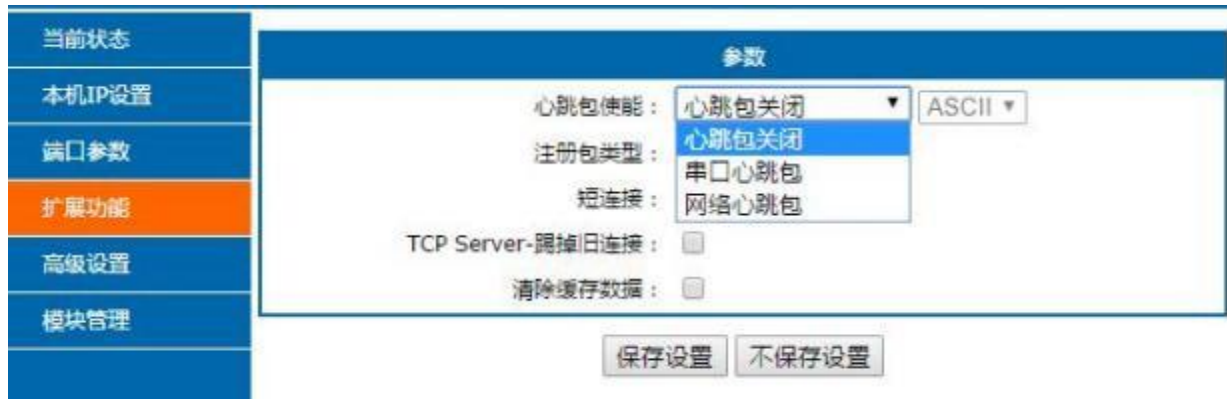 当前状态
本机IP设置
端口参数
扩展功能
高级设置
模块管理
参数
心跳包使能： 心跳包关闭 ASCII
心跳包关闭
注册包类型：
串口心跳包
短连接：
网络心跳包
TCP Server-踢掉旧连接：
清除缓存数据：
保存设置 不保存设置